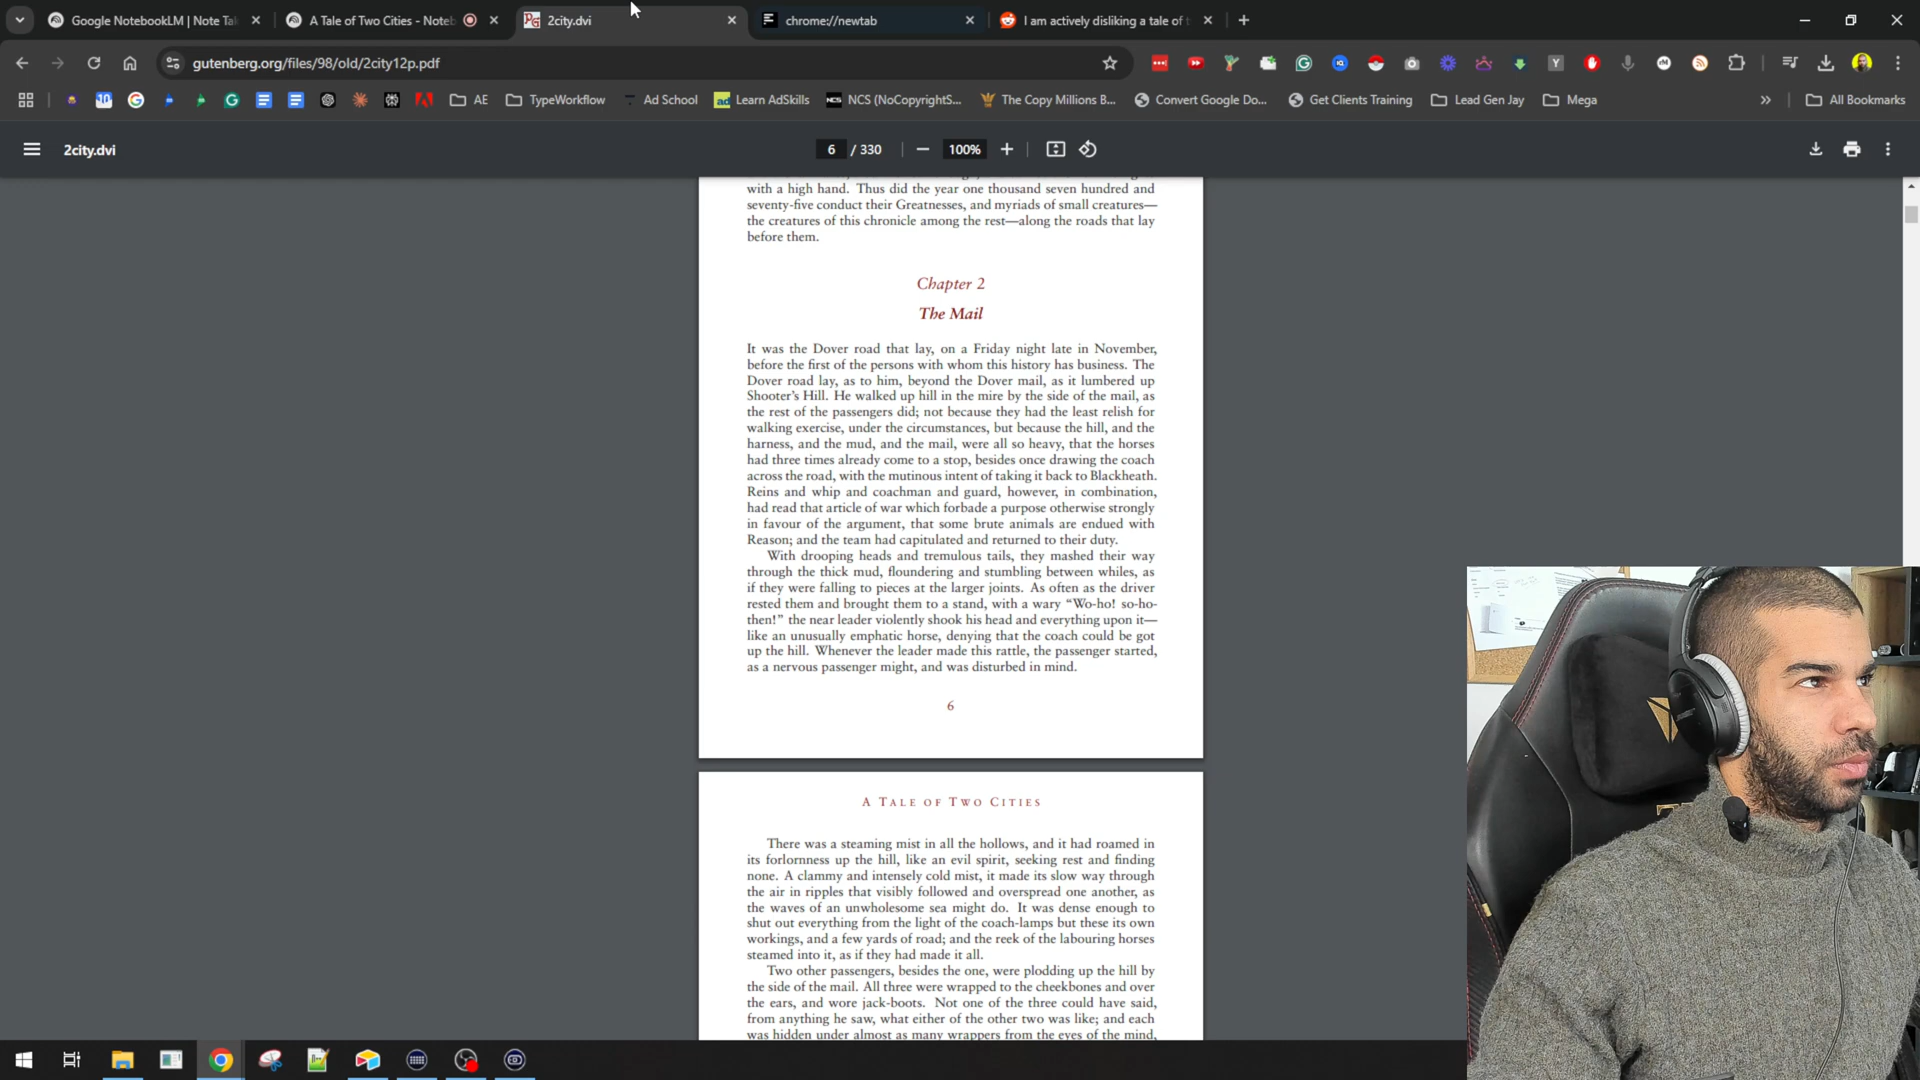 Google NotebookLM | Note Tak
A Tale of Two Cities - Noteb
2city.dvi
chrome://newtab
I am actively disliking a tale of t
gutenberg.org/files/98/old/2city12p.pdf
AE
TypeWorkflow
Ad School
Learn AdSkills
NCS (NoCopyrightS...
The Copy Millions B...
Convert Google Do...
Get Clients Training
Lead Gen Jay
Mega
All Bookmarks
2city.dvi
6 / 330
100%
with a high hand. Thus did the year one thousand seven hundred and
seventy-five conduct their Greatnesses, and myriads of small creatures—
the creatures of this chronicle among the rest—along the roads that lay
before them.
Chapter 2
The Mail
It was the Dover road that lay, on a Friday night late in November,
before the first of the persons with whom this history has business. The
Dover road lay, as to him, beyond the Dover mail, as it lumbered up
Shooter's Hill. He walked up hill in the mire by the side of the mail, as
the rest of the passengers did; not because they had the least relish for
walking exercise, under the circumstances, but because the hill, and the
harness, and the mud, and the mail, were all so heavy, that the horses
had three times already come to a stop, besides once drawing the coach
across the road, with the mutinous intent of taking it back to Blackheath.
Reins and whip and coachman and guard, however, in combination,
had read that article of war which forbade a purpose otherwise strongly
in favour of the argument, that some brute animals are endued with
Reason; and the team had capitulated and returned to their duty.
With drooping heads and tremulous tails, they mashed their way
through the thick mud, floundering and stumbling between whiles, as
if they were falling to pieces at the larger joints. As often as the driver
rested them and brought them to a stand, with a wary “Wo-ho! so-ho-
then!” the near leader violently shook his head and everything upon it—
like an unusually emphatic horse, denying that the coach could be got
up the hill. Whenever the leader made this rattle, the passenger started,
as a nervous passenger might, and was disturbed in mind.
6
A TALE OF TWO CITIES
There was a steaming mist in all the hollows, and it had roamed in
its forlornness up the hill, like an evil spirit, seeking rest and finding
none. A clammy and intensely cold mist, it made its slow way through
the air in ripples that visibly followed and overspread one another, as
the waves of an unwholesome sea might do. It was dense enough to
shut out everything from the light of the coach-lamps but these its own
workings, and a few yards of road; and the reek of the labouring horses
steamed into it, as if they had made it all.
Two other passengers, besides the one, were plodding up the hill by
the side of the mail. All three were wrapped to the cheekbones and over
the ears, and wore jack-boots. Not one of the three could have said,
from anything he saw, what either of the other two was like; and each
was hidden under almost as many wrappers from the eyes of the mind,